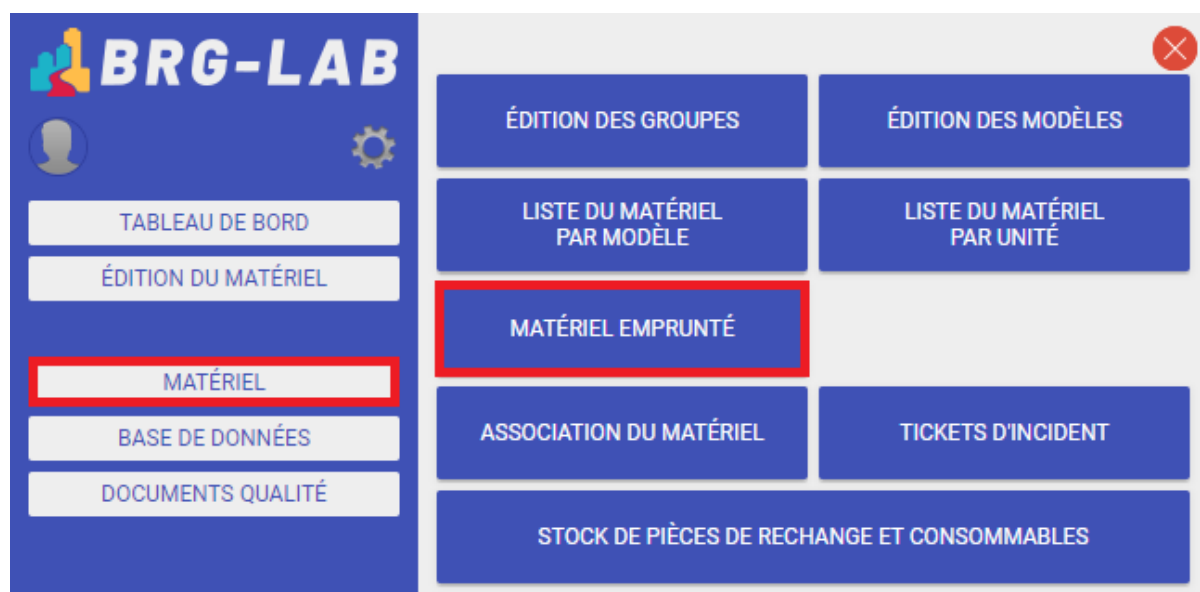 BRG-LAB
TABLEAU DE BORD
ÉDITION DU MATÉRIEL
MATÉRIEL
BASE DE DONNÉES
DOCUMENTS QUALITÉ
ÉDITION DES GROUPES
ÉDITION DES MODÈLES
LISTE DU MATÉRIEL
PAR MODÈLE
LISTE DU MATÉRIEL
PAR UNITÉ
MATÉRIEL EMPRUNTÉ
ASSOCIATION DU MATÉRIEL
TICKETS D'INCIDENT
STOCK DE PIÈCES DE RECHANGE ET CONSOMMABLES